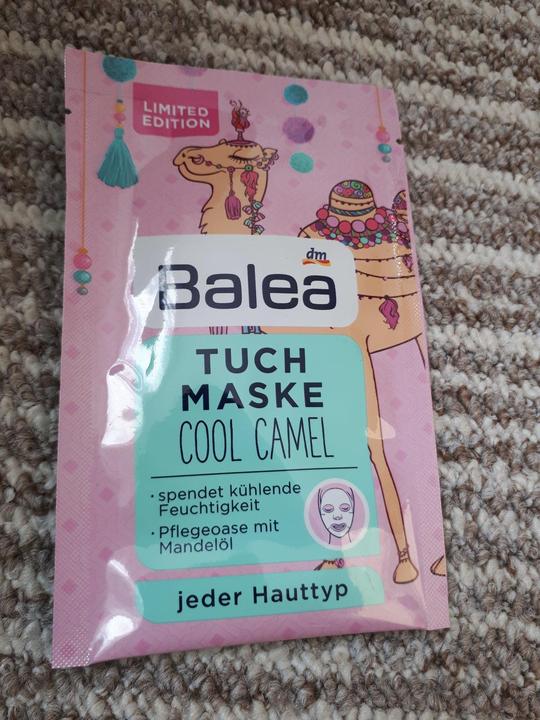 LIMITED
EDITION
dm
Balea
TUCH
MASKE
COOL CAMEL
· spendet kühlende
Feuchtigkeit
· Pflegeoase mit
Mandelöl
jeder Hauttyp